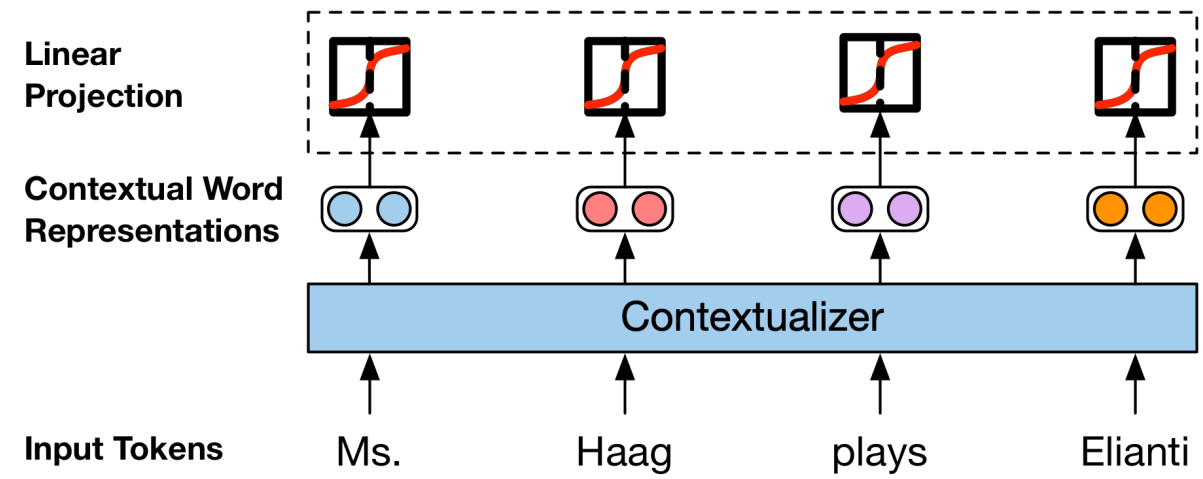 Linear
Projection
Contextual Word
Representations
Contextualizer
Input Tokens
Ms.
Haag
plays
Elianti